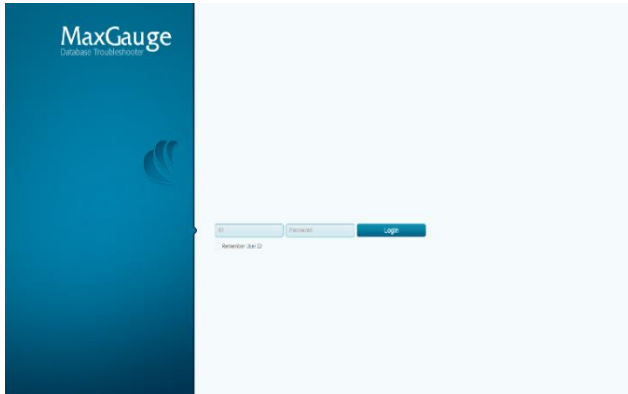 MaxGauge
Database Troubleshooter
ID Password Login
Remember User ID